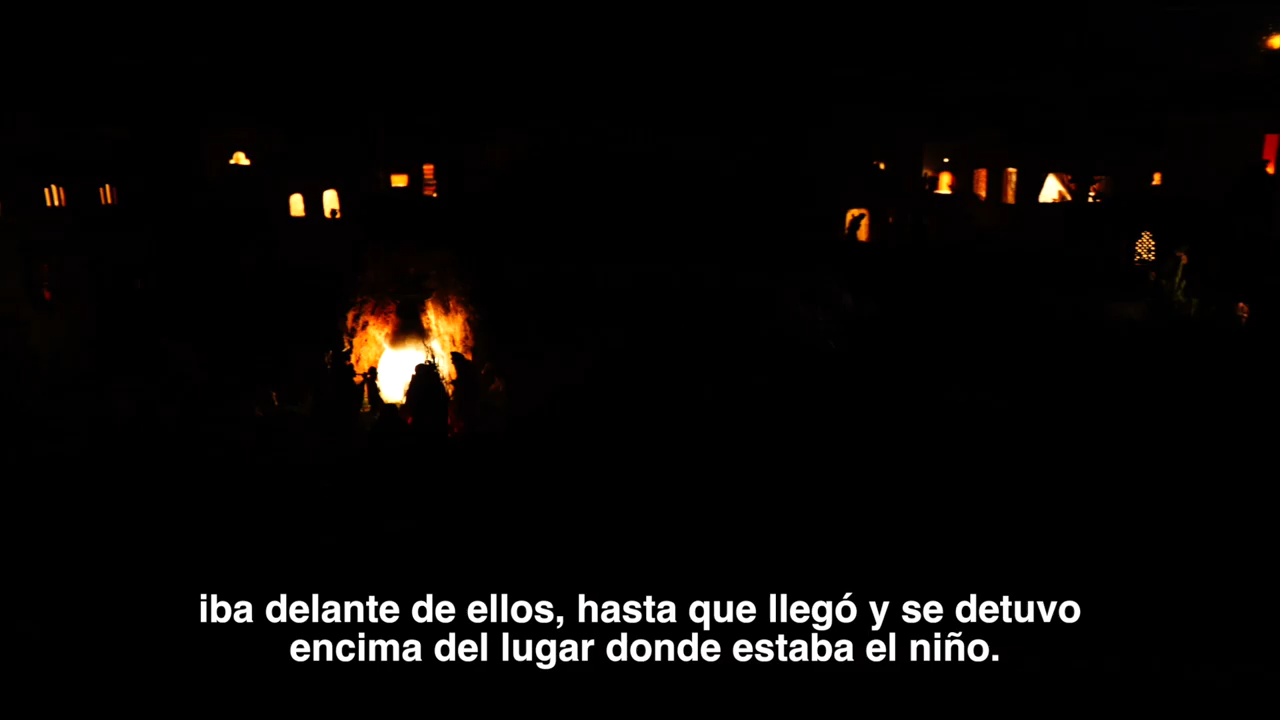 iba delante de ellos, hasta que llegó y se detuvo
encima del lugar donde estaba el niño.